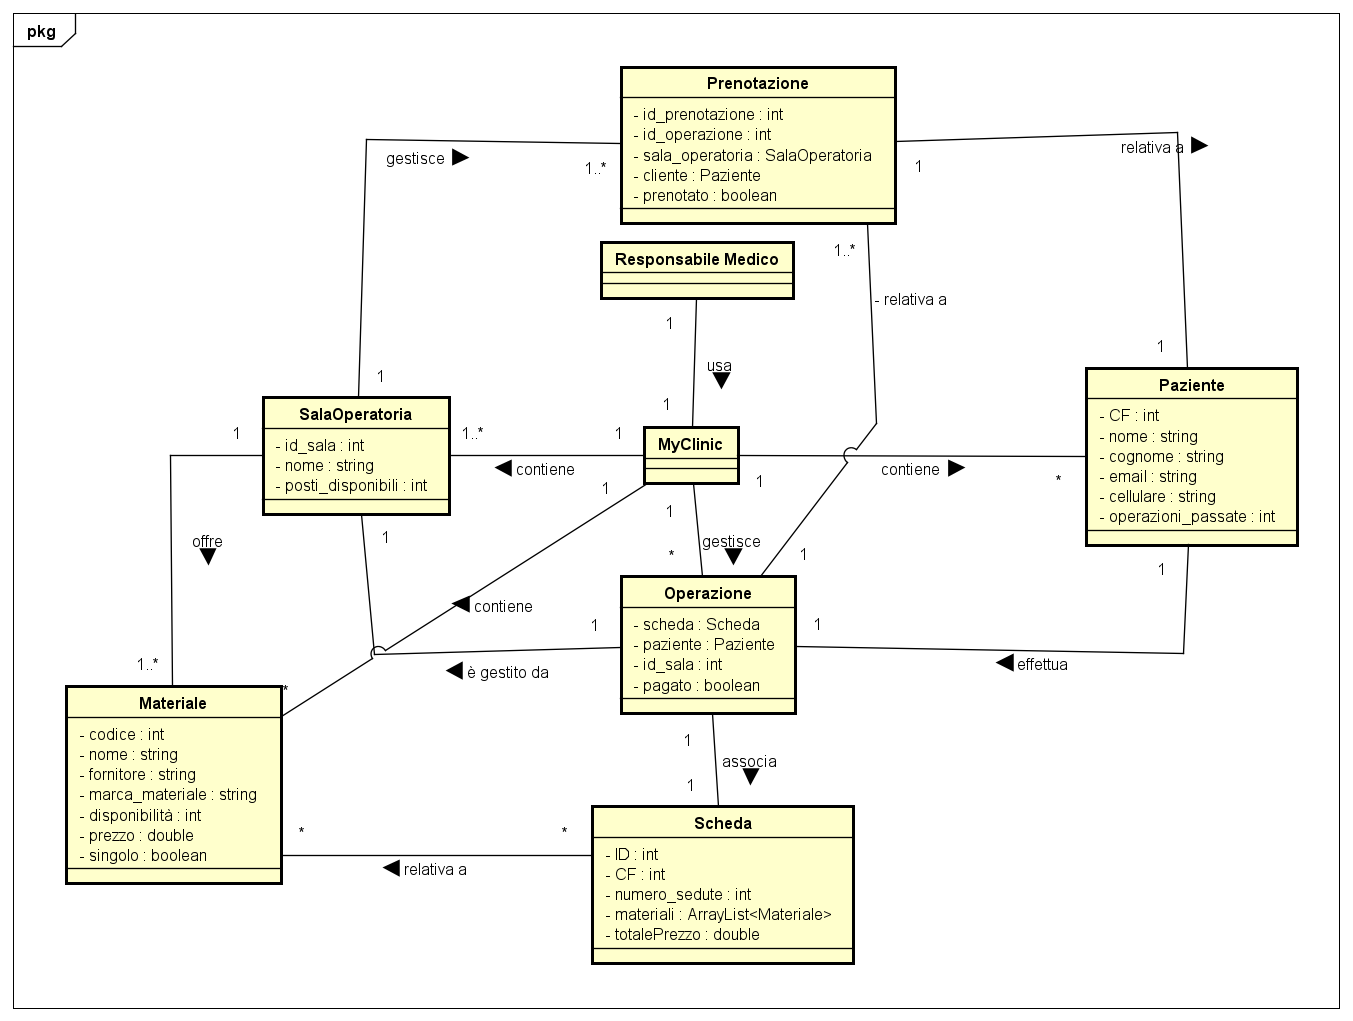 pkg
Prenotazione
- id_prenotazione : int
- id_operazione : int
- sala_operatoria : SalaOperatoria
- cliente : Paziente
- prenotato : boolean
gestisce
1..*
1
relativa a
Responsabile Medico
1..*
- relativa a
1
usa
1
1
1
SalaOperatoria
- id_sala : int
- nome : string
- posti_disponibili : int
1
1..*
1
MyClinic
contiene
1
1
contiene
*
Paziente
- CF : int
- nome : string
- cognome : string
- email : string
- cellulare : string
- operazioni_passate : int
offre
1
1
*
gestisce
1
1
contiene
Operazione
- scheda : Scheda
- paziente : Paziente
- id_sala : int
- pagato : boolean
1
1
è gestito da
effettua
1..*
*
Materiale
- codice : int
- nome : string
- fornitore : string
- marca_materiale : string
- disponibilità : int
- prezzo : double
- singolo : boolean
1
associa
1
*
*
relativa a
Scheda
- ID : int
- CF : int
- numero_sedute : int
- materiali : ArrayList<Materiale>
- totalePrezzo : double